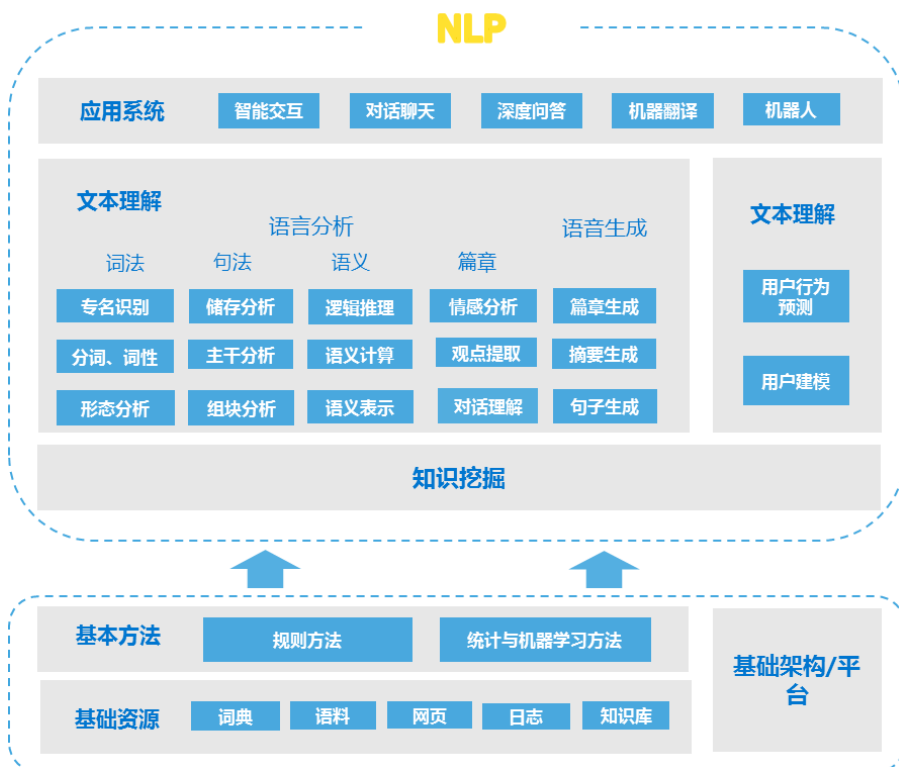 NLP
应用系统
智能交互
对话聊天
深度问答
机器翻译
机器人
文本理解
语言分析
语音生成
词法
句法
语义
篇章
专名识别
储存分析
逻辑推理
情感分析
篇章生成
分词、词性
主干分析
语义计算
观点提取
摘要生成
形态分析
组块分析
语义表示
对话理解
句子生成
文本理解
用户行为
预测
用户建模
知识挖掘
基本方法
规则方法
统计与机器学习方法
基础资源
词典
语料
网页
日志
知识库
基础架构/平
台